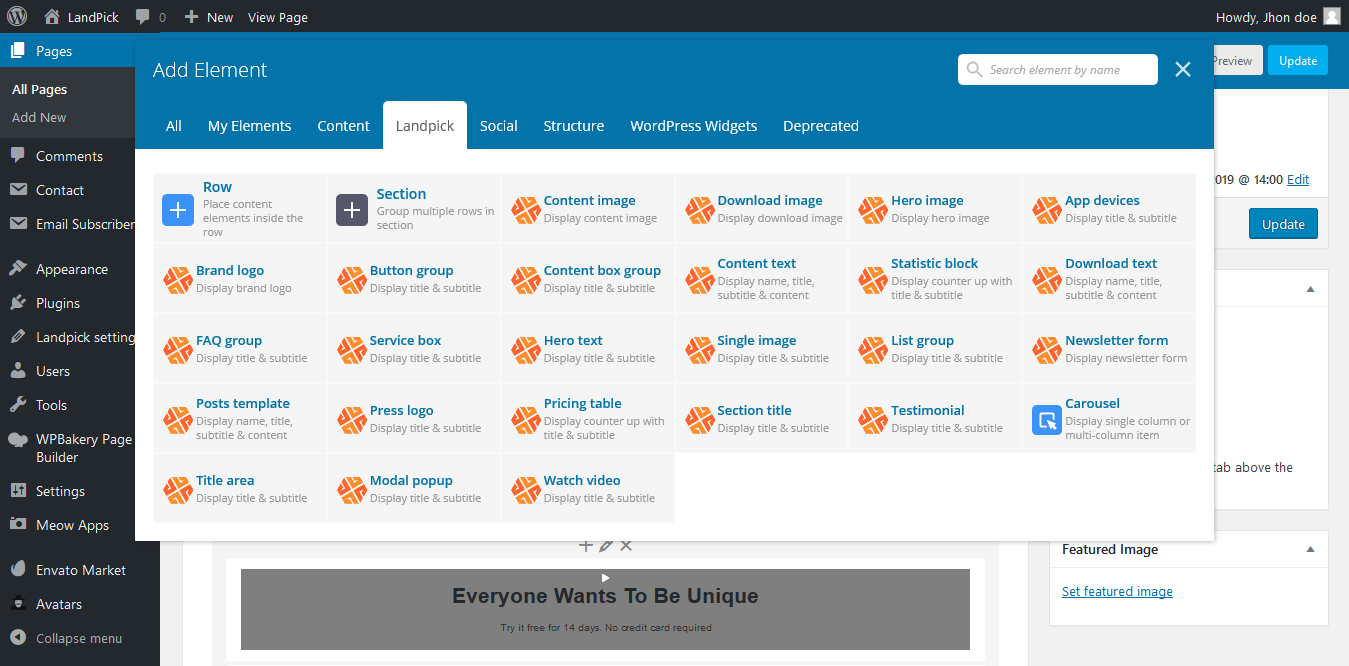 LandPick
0
New
View Page
Howdy, Jhon doe
Pages
All Pages
Add New
Comments
Contact
Email Subscriber
Appearance
Plugins
Landpick setting
Users
Tools
WPBakery Page
Builder
Settings
Meow Apps
Envato Market
Avatars
Collapse menu
Add Element
Search element by name
All
My Elements
Content
Landpick
Social
Structure
WordPress Widgets
Deprecated
Row
Place content
elements inside the
row
Section
Group multiple rows in
section
Content image
Display content image
Download image
Display download image
Hero image
Display hero image
App devices
Display title & subtitle
Brand logo
Display brand logo
Button group
Display title & subtitle
Content box group
Display title & subtitle
Content text
Display name, title,
subtitle & content
Statistic block
Display counter up with
title & subtitle
Download text
Display name, title,
subtitle & content
FAQ group
Display title & subtitle
Service box
Display title & subtitle
Hero text
Display title & subtitle
Single image
Display title & subtitle
List group
Display title & subtitle
Newsletter form
Display newsletter form
Posts template
Display name, title,
subtitle & content
Press logo
Display title & subtitle
Pricing table
Display counter up with
title & subtitle
Section title
Display title & subtitle
Testimonial
Display title & subtitle
Carousel
Display single column or
multi-column item
Title area
Display title & subtitle
Modal popup
Display title & subtitle
Watch video
Display title & subtitle
Preview
Update
019 @ 14:00 Edit
Update
tab above the
Featured Image
Set featured image
Everyone Wants To Be Unique
Try it free for 14 days. No credit card required